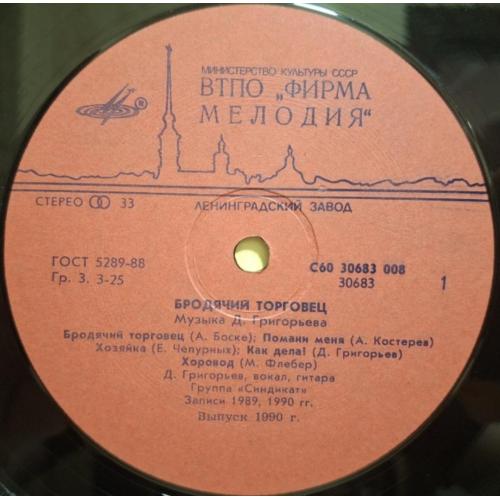 МИНИСТЕРСТВО КУЛЬТУРЫ СССР
ВТПО „ФИРМА
МЕЛОДИЯ“
®
СТЕРЕО 33
ЛЕНИНГРАДСКИЙ ЗАВОД
ГОСТ 5289-88
Гр. 3. 3-25
С60 30683 008
30683
1
БРОДЯЧИЙ ТОРГОВЕЦ
Музыка Д. Григорьева
Бродячий торговец (А. Боске); Помани меня (А. Костерев)
Хозяйка (Е. Чепурных); Как дела! (Д. Григорьев)
Хоровод (М. Флебер)
Д. Григорьев, вокал, гитара
Группа «Синдикат»
Записи 1989, 1990 гг.
Выпуск 1990 г.